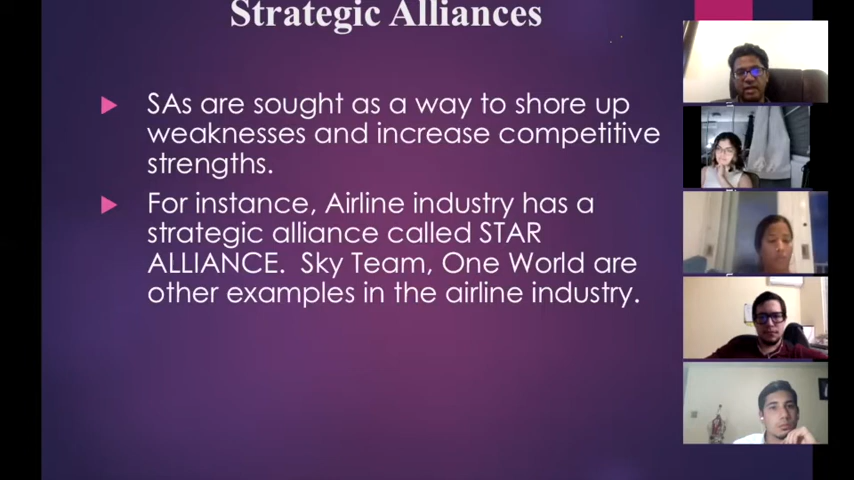 Strategic Alliances
SAs are sought as a way to shore up
weaknesses and increase competitive
strengths.
For instance, Airline industry has a
strategic alliance called STAR
ALLIANCE.  Sky Team, One World are
other examples in the airline industry.